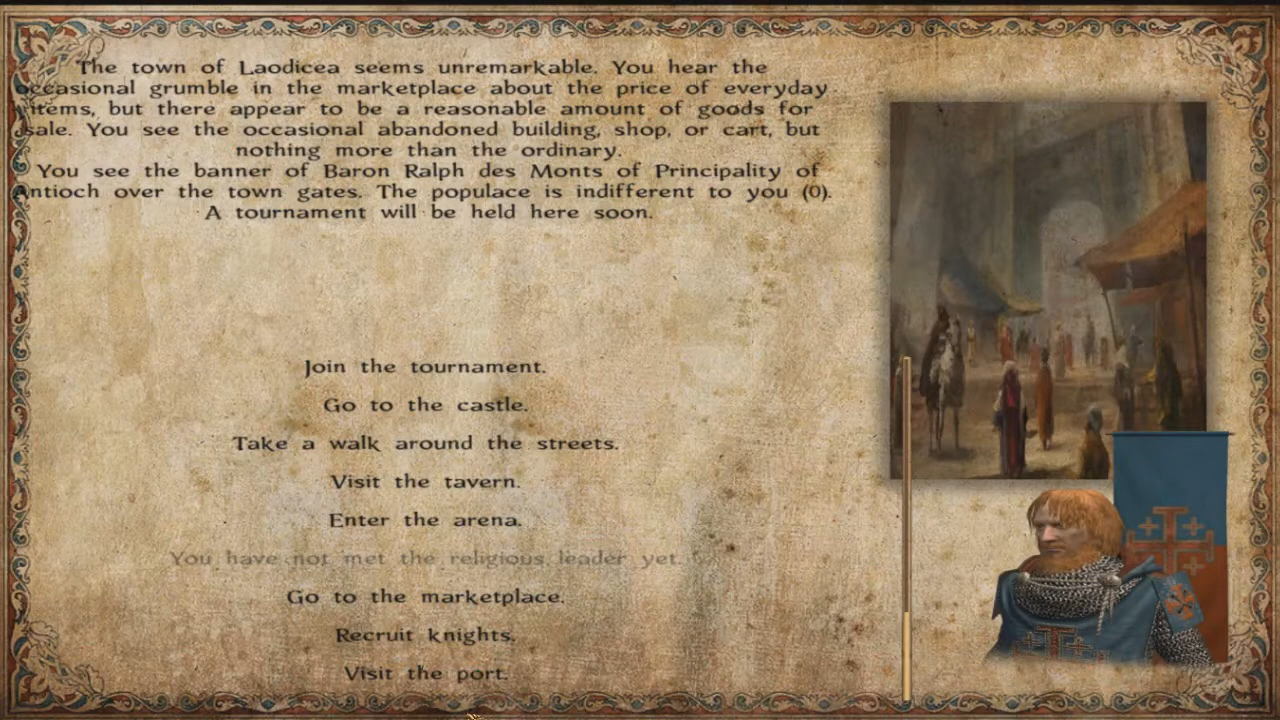 The town of Laodicea seems unremarkable. You hear the
occasional grumble in the marketplace about the price of everyday
items, but there appear to be a reasonable amount of goods for
sale. You see the occasional abandoned building, shop, or cart, but
nothing more than the ordinary.
You see the banner of Baron Ralph des Monts of Principality of
Antioch over the town gates. The populace is indifferent to you (0).
A tournament will be held here soon.
Join the tournament.
Go to the castle.
Take a walk around the streets.
Visit the tavern.
Enter the arena.
You have not met the religious leader yet.
Go to the marketplace.
Recruit knights.
Visit the port.